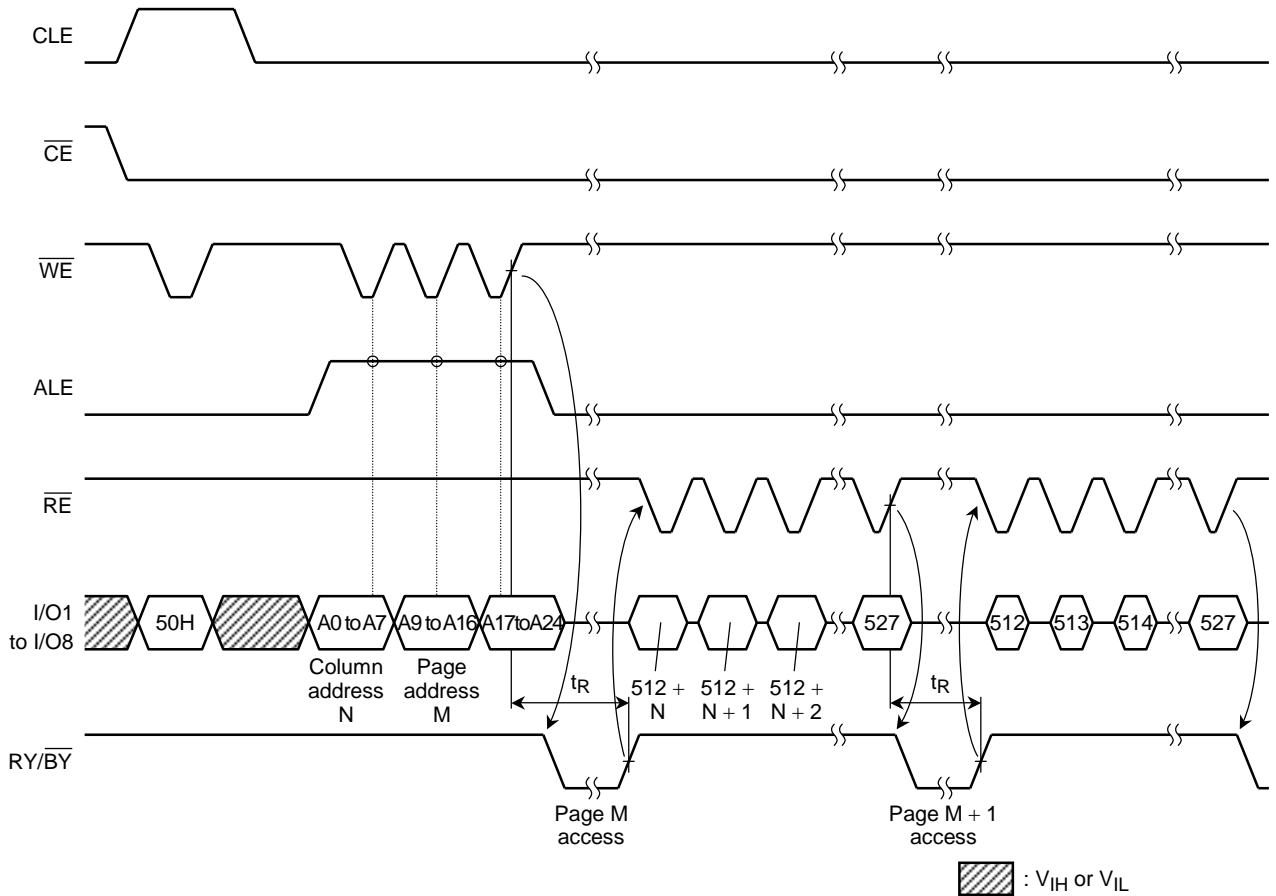 CLE
CE
WE
ALE
RE
I/O1
to I/O8
50H
A0 to A7
A9 to A16
A17 to A24
527
512
513
514
527
Column
address
N
Page
address
M
tR
512 +
N
512 +
N + 1
512 +
N + 2
tR
RY/BY
Page M
access
Page M + 1
access
: VIH or VIL